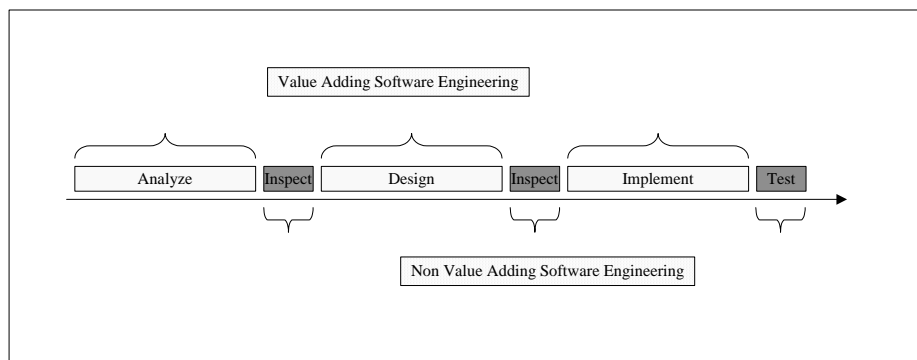 Value Adding Software Engineering
Analyze
Inspect
Design
Inspect
Implement
Test
Non Value Adding Software Engineering